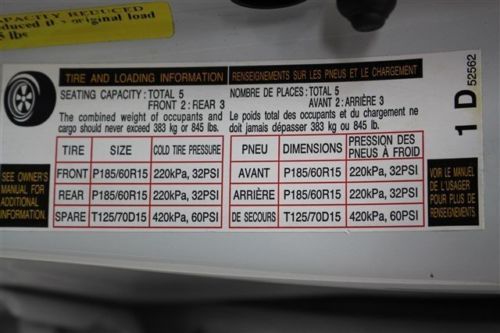 CAPACITY REDUCED
original load
5 lbs
TIRE AND LOADING INFORMATION
SEATING CAPACITY: TOTAL 5
FRONT 2: REAR 3
The combined weight of occupants and
cargo should never exceed 383 kg or 845 lb.
RENSEIGNEMENTS SUR LES PNEUS ET LE CHARGEMENT
NOMBRE DE PLACES: TOTAL 5
AVANT 2: ARRIÈRE 3
Le poids total des occupants et du chargement ne
doit jamais dépasser 383 kg ou 845 lb.
SEE OWNER'S
MANUAL FOR
ADDITIONAL
INFORMATION.
TIRE SIZE COLD TIRE PRESSURE
FRONT P185/60R15 220kPa, 32PSI
REAR P185/60R15 220kPa, 32PSI
SPARE T125/70D15 420kPa, 60PSI
PNEU DIMENSIONS PRESSION DES
PNEUS À FROID
AVANT P185/60R15 220kPa, 32PSI
ARRIÈRE P185/60R15 220kPa, 32PSI
DE SECOURS T125/70D15 420kPa, 60PSI
VOIR LE MANUEL
DE L'USAGER
POUR PLUS DE
RENSEIGNEMENTS
1 D 52562